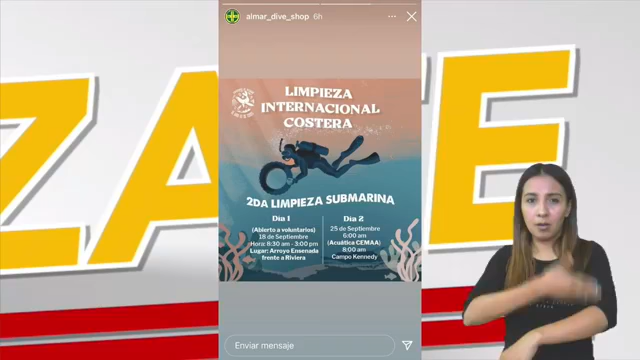 almar_dive_shop 6h
LIMPIEZA
INTERNACIONAL
COSTERA
2DA LIMPIEZA SUBMARINA
Día 1
(Abierto a voluntarios)
18 de Septiembre
Hora: 8:30 am - 3:00 pm
Lugar: Arroyo Ensenada
frente a Riviera
Día 2
25 de Septiembre
6:00 am
(Acuática CEMAA)
8:00 am
Campo Kennedy
Enviar mensaje